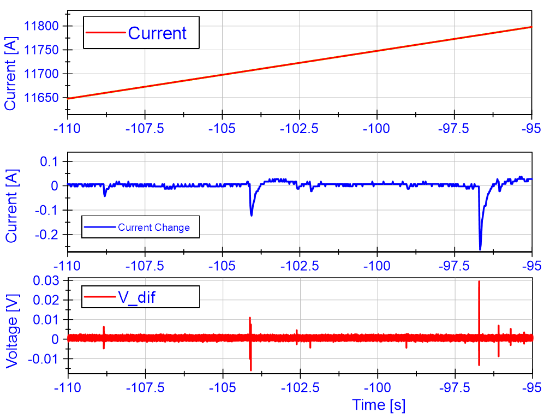 11800
11750
11700
11650
Current [A]
Current
-110 -107.5 -105 -102.5 -100 -97.5 -95
0.1
0
-0.1
-0.2
Current [A]
Current Change
-110 -107.5 -105 -102.5 -100 -97.5 -95
0.03
0.02
0.01
0
-0.01
Voltage [V]
V_dif
-110 -107.5 -105 -102.5 -100 -97.5 -95
Time [s]